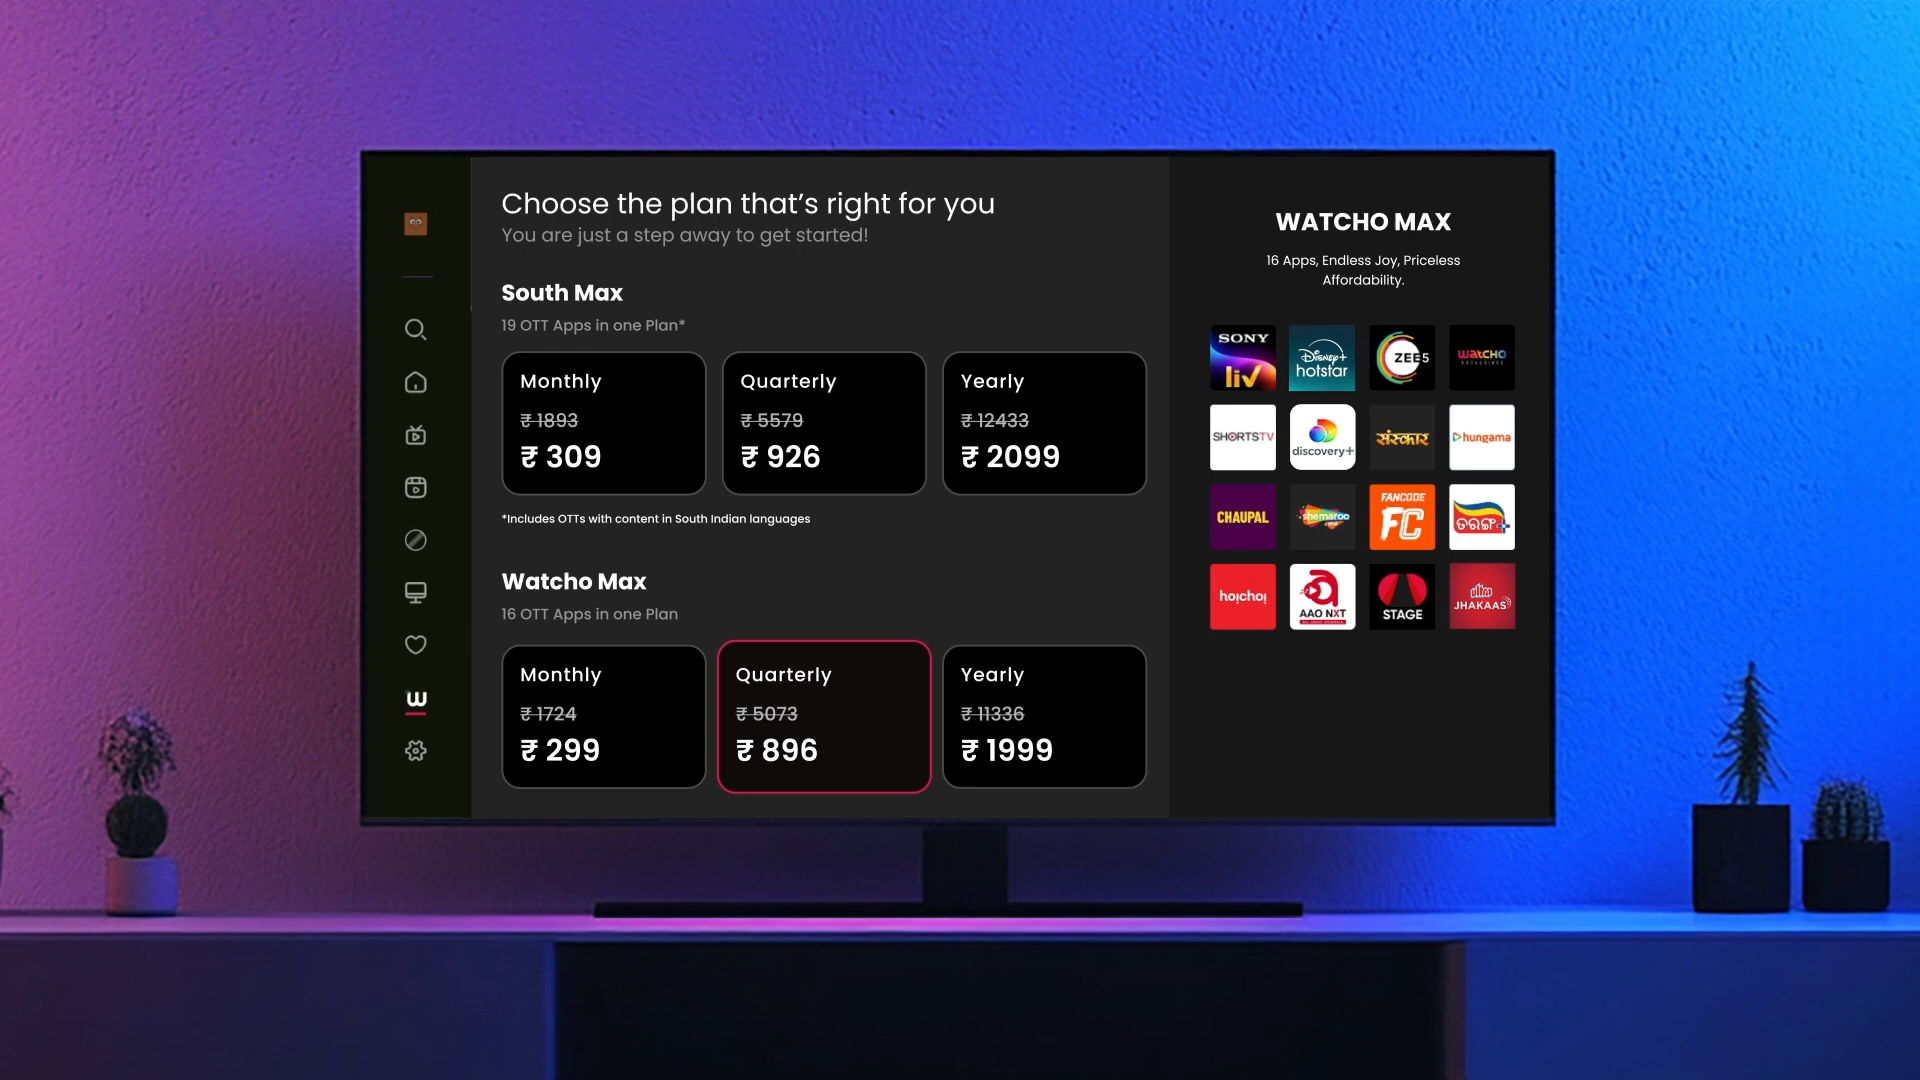 Choose the plan that’s right for you
You are just a step away to get started!
South Max
19 OTT Apps in one Plan*
Monthly
₹ 1893
₹ 309
Quarterly
₹ 5579
₹ 926
Yearly
₹ 12433
₹ 2099
*Includes OTTs with content in South Indian languages
Watcho Max
16 OTT Apps in one Plan
Monthly
₹ 1724
₹ 299
Quarterly
₹ 5073
₹ 896
Yearly
₹ 11336
₹ 1999
W
WATCHO MAX
16 Apps, Endless Joy, Priceless
Affordability.
SONY
liv
Disney+
hotstar
ZEE5
WATCHO
EXCLUSIVES
SHORTSTV
discovery+
संस्कार
hungama
CHAUPAL
shemaroo
me
FANCODE
FC
ତରଙ୍ଗ+
hoichoi
a
AAO NXT
STAGE
JHAKAAS